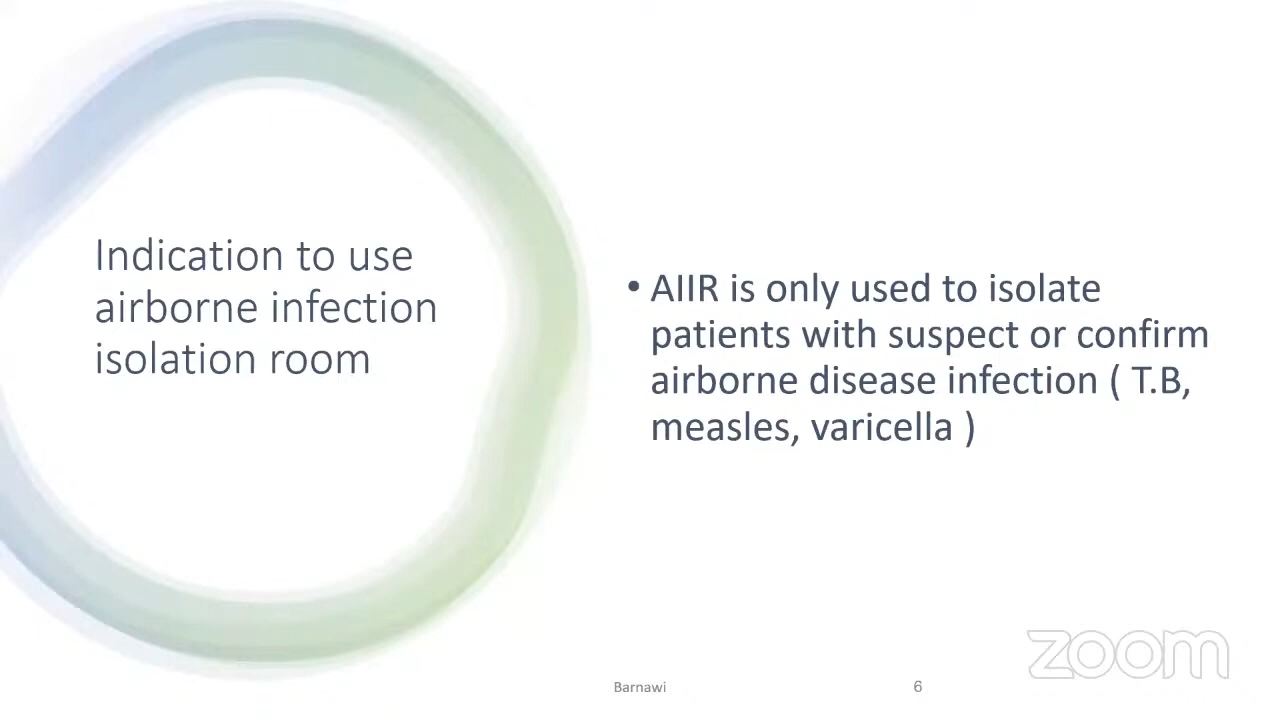 Indication to use
airborne infection
isolation room
• AIIR is only used to isolate
patients with suspect or confirm
airborne disease infection ( T.B,
measles, varicella )
Barnawi
6
zoom